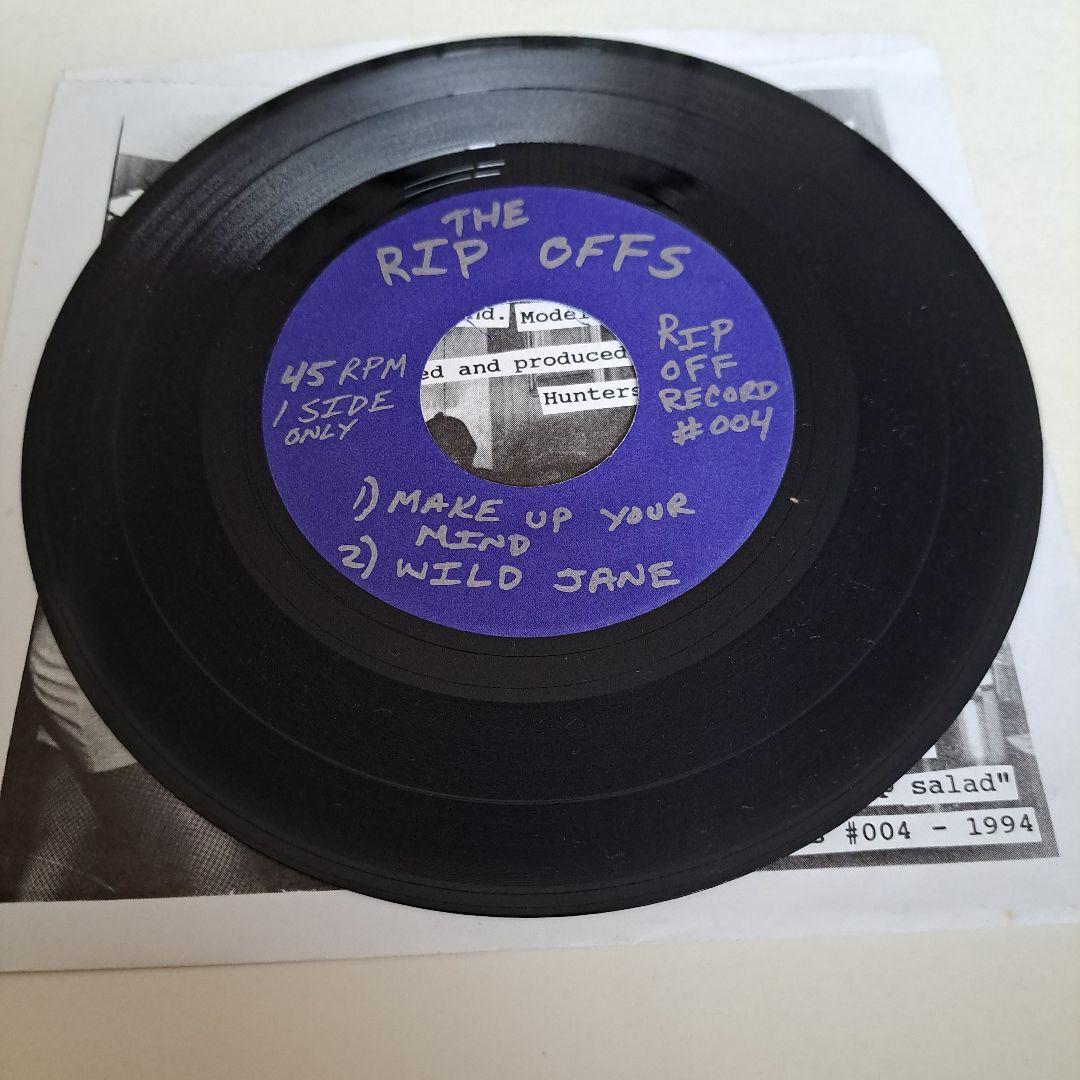 THE
RIP OFFS
45 RPM
1 SIDE
ONLY
RIP
OFF
RECORD
#004
Model
and produced
Hunters
1) MAKE UP YOUR
MIND
2) WILD JANE
salad"
#004 - 1994